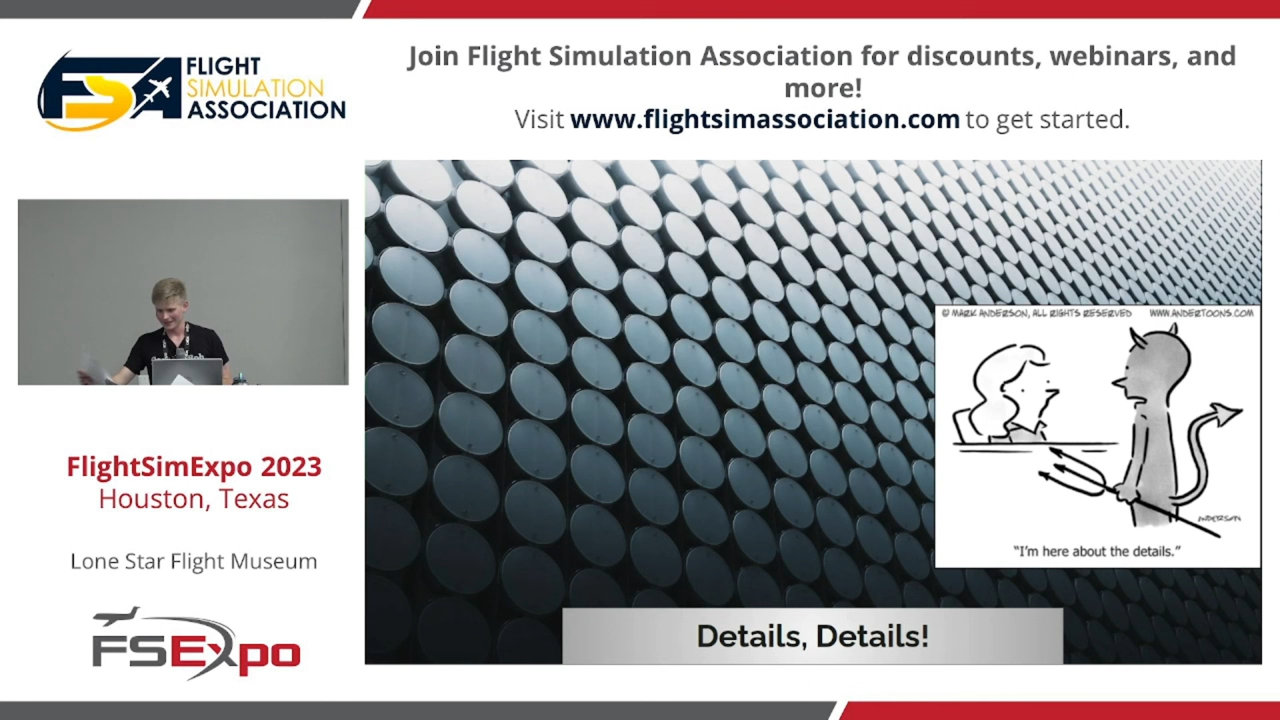 FLIGHT
SIMULATION
ASSOCIATION
Join Flight Simulation Association for discounts, webinars, and
more!
Visit www.flightsimassociation.com to get started.
© MARK ANDERSON, ALL RIGHTS RESERVED WWW.ANDERTOONS.COM
ANDERSON
"I'm here about the details."
Details, Details!
FlightSimExpo 2023
Houston, Texas
Lone Star Flight Museum
FSExpo